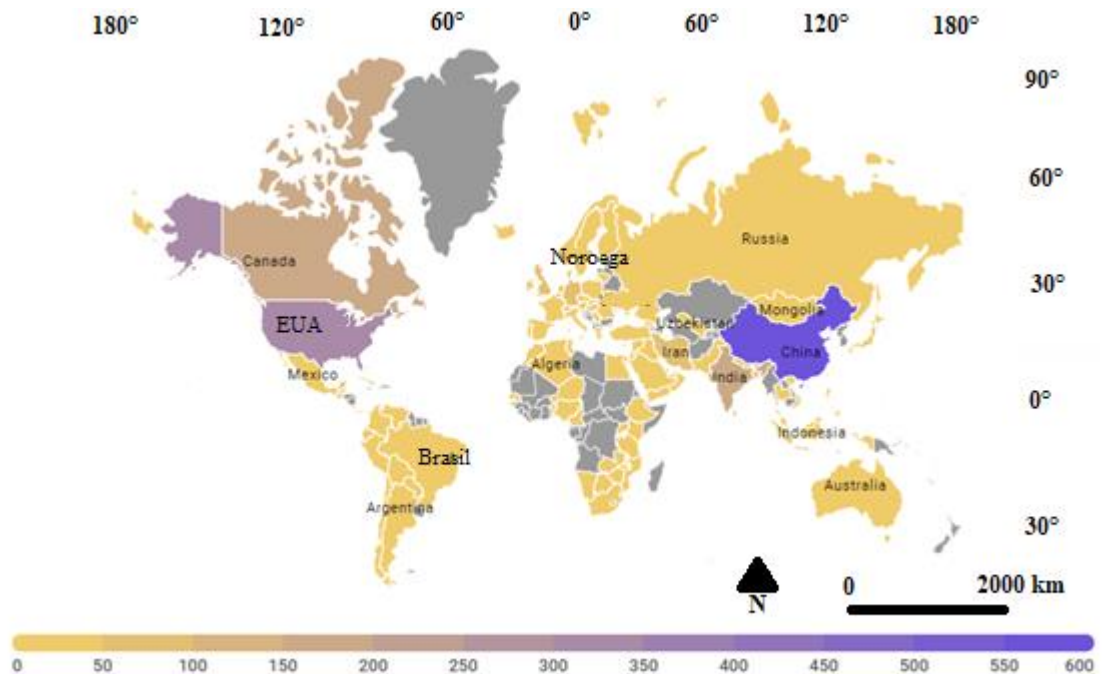 180° 120° 60° 0° 60° 120° 180°
90°
60°
Russia
Noroega
Canada
30°
Mongolia
Uzbekistan
EUA
China
Algeria
Iran
Mexico
India
0°
Indonesia
Brasil
Australia
Argentina
30°
0 2000 km
N
0 50 100 150 200 250 300 350 400 450 500 550 600